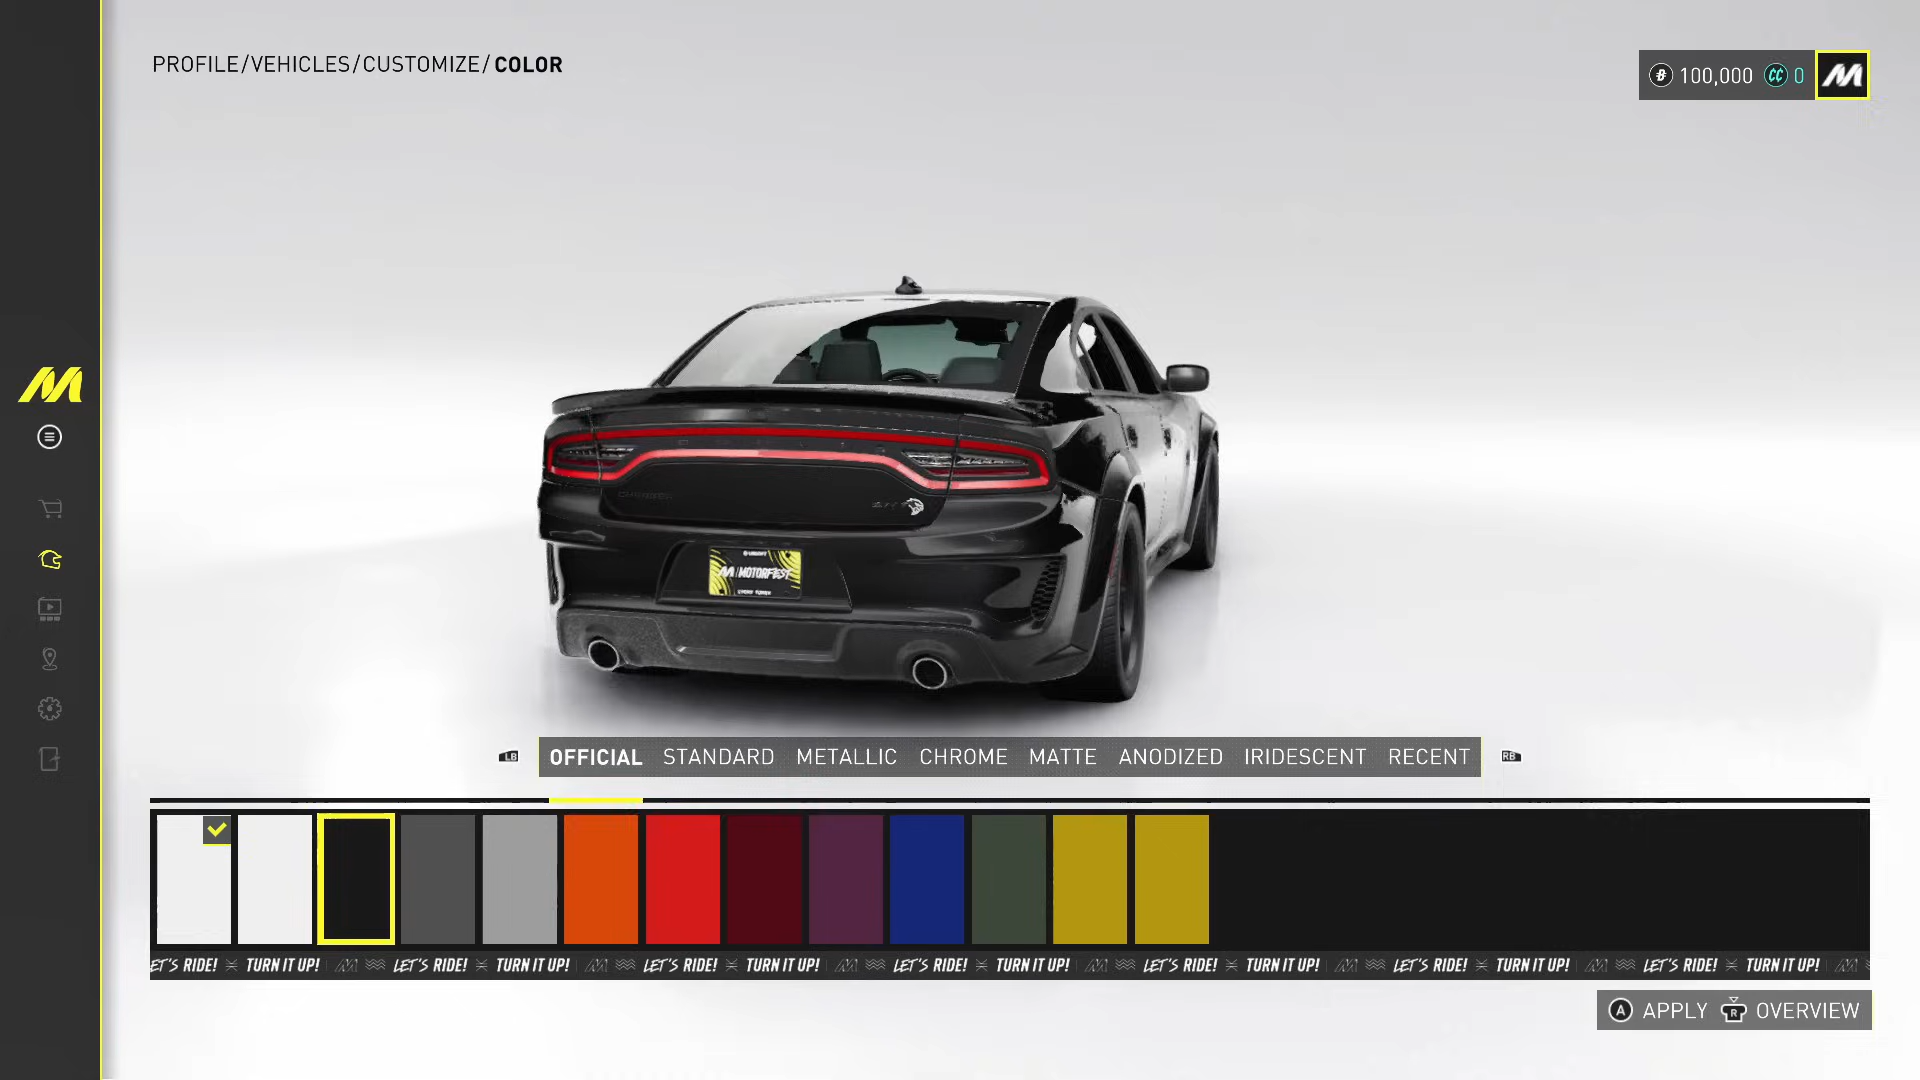 PROFILE/VEHICLES/CUSTOMIZE/COLOR
100,000 CC 0
MOTORFEST
LB OFFICIAL STANDARD METALLIC CHROME MATTE ANODIZED IRIDESCENT RECENT RB
ET'S RIDE! TURN IT UP! LET'S RIDE! TURN IT UP! LET'S RIDE! TURN IT UP! LET'S RIDE! TURN IT UP! LET'S RIDE! TURN IT UP! LET'S RIDE! TURN IT UP! LET'S RIDE! TURN IT UP!
A APPLY R OVERVIEW